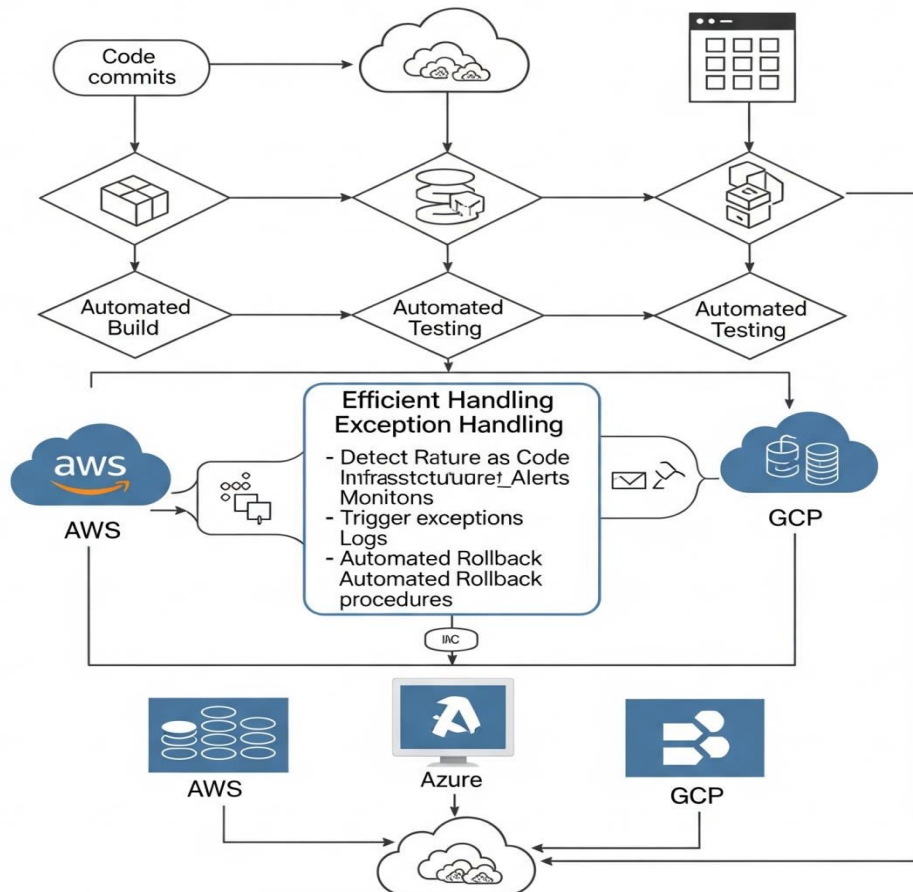 Code
commits
Automated
Build
Automated
Testing
Automated
Testing
Efficient Handling
Exception Handling
- Detect Rature as Code
Alerts
Monitons
- Trigger exceptions
Logs
- Automated Rollback
Automated Rollback
procedures
aws
AWS
GCP
AWS
Azure
GCP